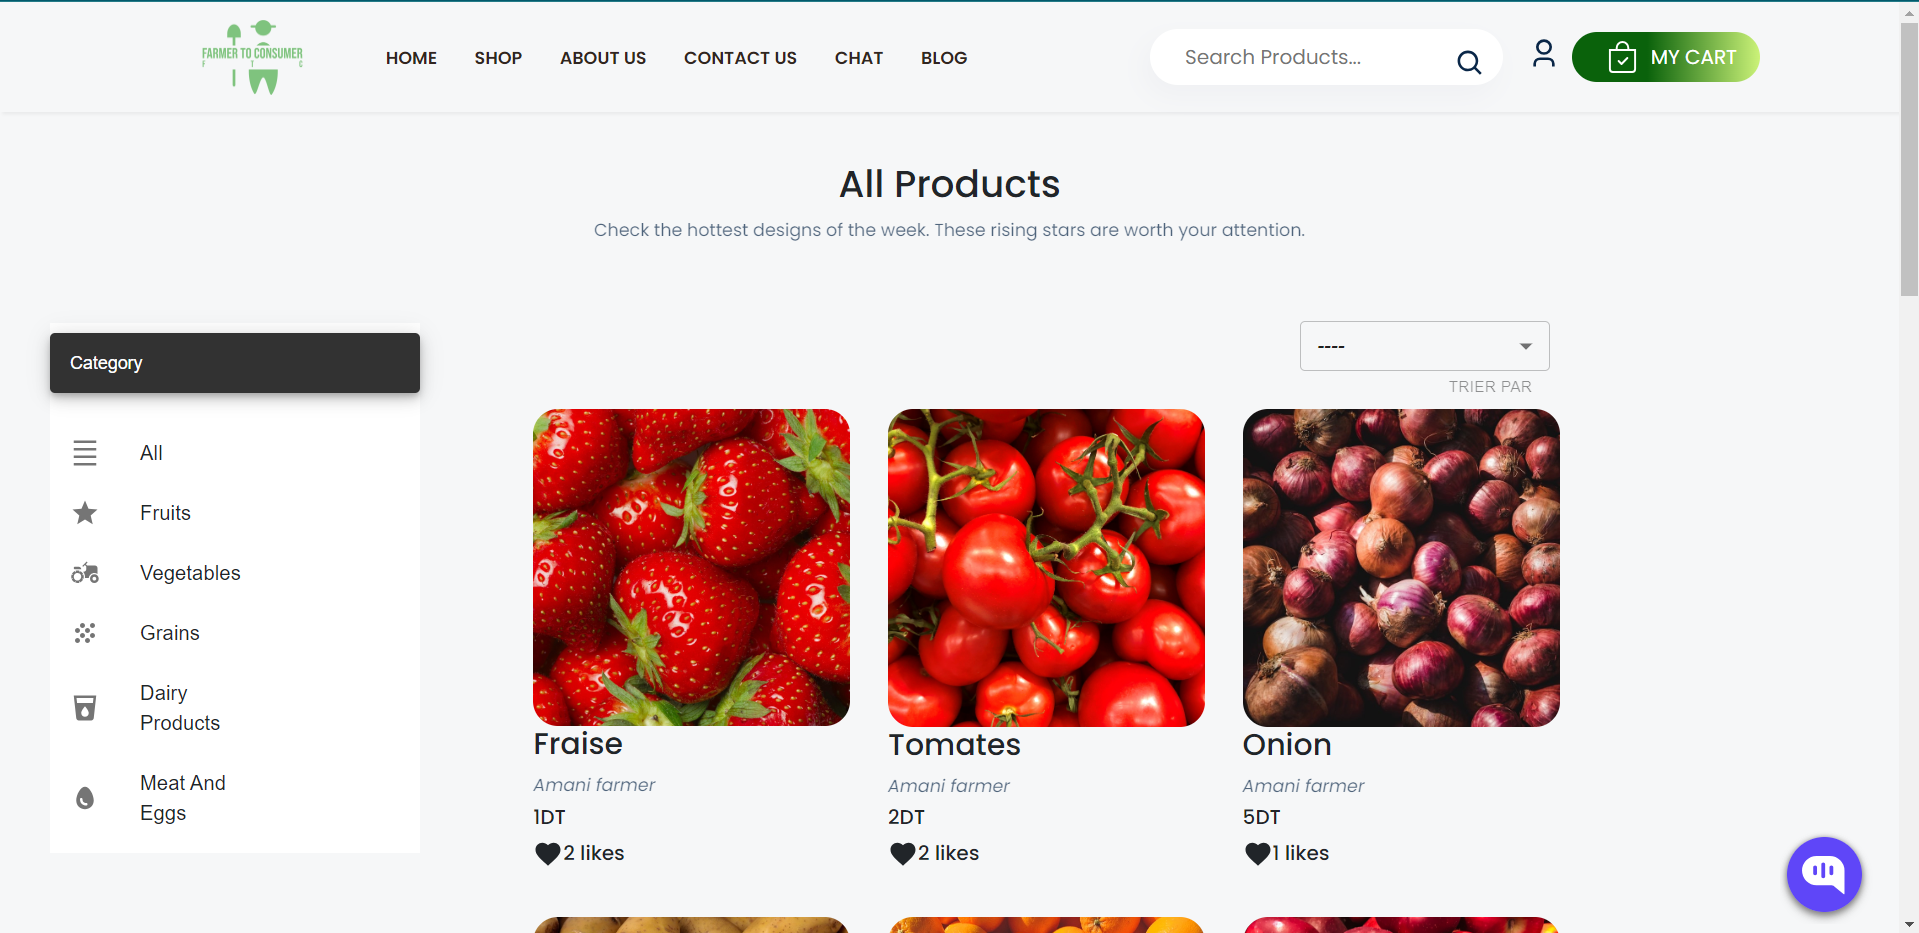 FARMER TO CONSUMER
F T C
HOME SHOP ABOUT US CONTACT US CHAT BLOG
Search Products...
MY CART
All Products
Check the hottest designs of the week. These rising stars are worth your attention.
Category
All
Fruits
Vegetables
Grains
Dairy
Products
Meat And
Eggs
----
TRIER PAR
Fraise
Amani farmer
1DT
2 likes
Tomates
Amani farmer
2DT
2 likes
Onion
Amani farmer
5DT
1 likes